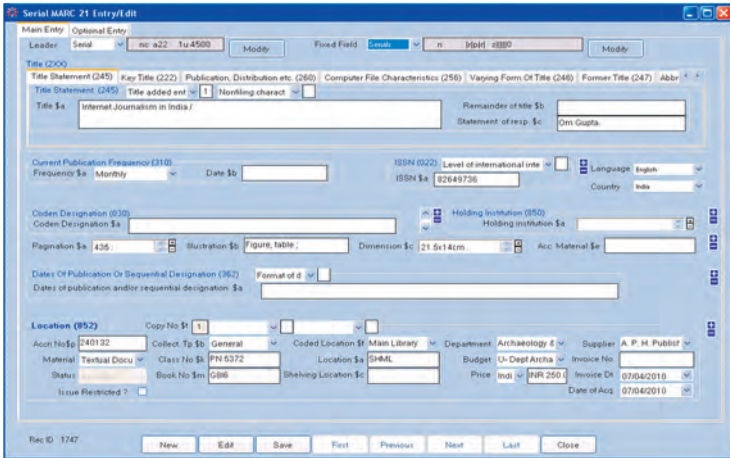 Serial MARC 21 Entry/Edit
Main Entry Optional Entry
Leader Serial nc a22 1u 4500 Modify Fixed Field Serials n Modify
Title (2XX)
Title Statement (245) Key Title (222) Publication, Distribution etc. (260) Computer File Characteristics (256) Varying Form Of Title (246) Former Title (247) Abbr
Title Statement (245) Title added ent 1 Nonfiling charact
Title $a Internet Journalism in India / Remainder of title $b
Statement of resp. $c Om Gupta.
Current Publication Frequency (310) ISSN (022) Level of international inte Language English
Frequency $a Monthly Date $b ISSN $a 82649736
Country India
Coden Designation (030) Holding Institution (850)
Coden Designation $a Holding Institution $a
Pagination $a 435 Illustration $b Figure, table ; Dimension $c 21.5x14cm Acc. Material $e
Dates Of Publication Or Sequential Designation (362) Format of d
Dates of publication and/or sequential designation $a
Location (852) Copy No $t 1
Accn No$p 240132 Collect Tp $b General Coded Location $f Main Library Department Archaeology & Supplier A. P. H. Publist
Material Textual Docu Class No $k PN 5372 Location $a SHML Budget U- Dept Archa Invoice No
Status Book No $m G8I6 Shelving Location $c Price Indi INR 250 Invoice Dt. 07/04/2010
Issue Restricted ? Date of Acq. 07/04/2010
Rec ID 1747 New Edit Save First Previous Next Last Close